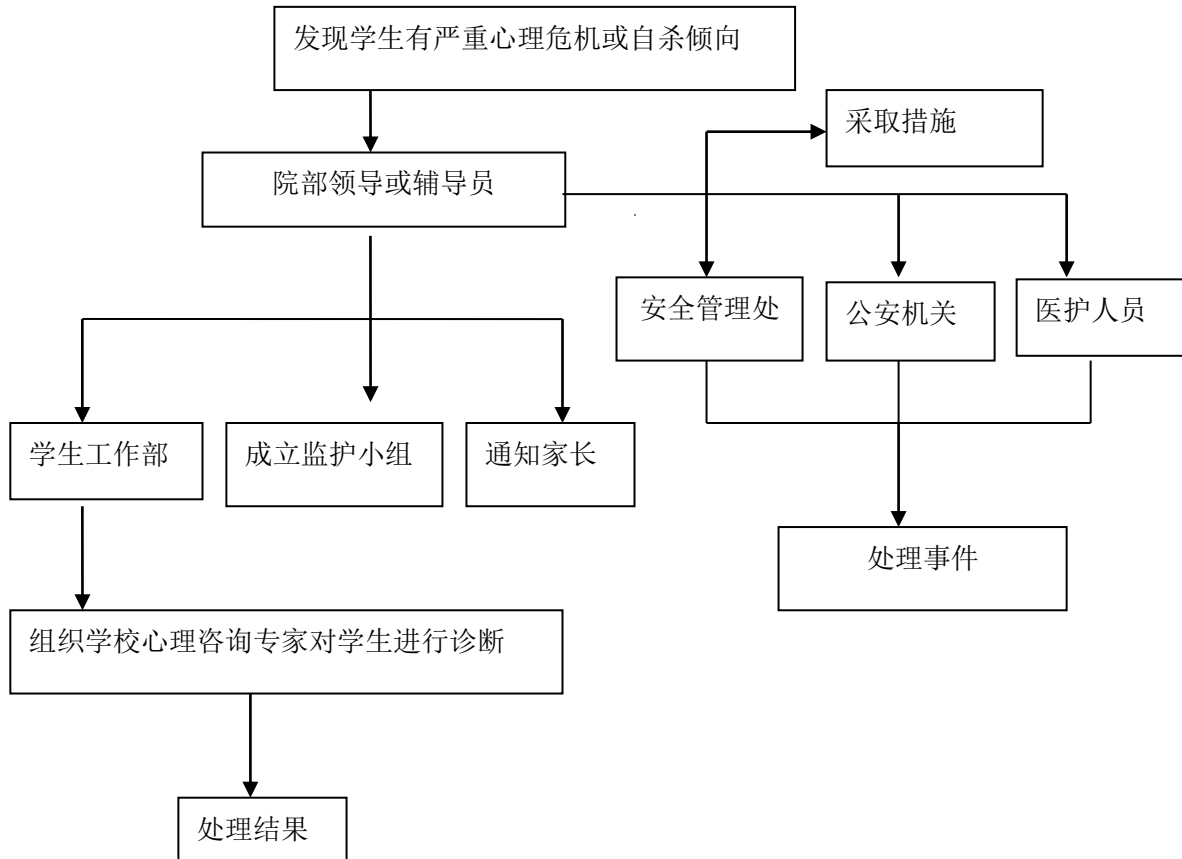 发现学生有严重心理危机或自杀倾向
采取措施
院部领导或辅导员
安全管理处
公安机关
医护人员
学生工作部
成立监护小组
通知家长
处理事件
组织学校心理咨询专家对学生进行诊断
处理结果